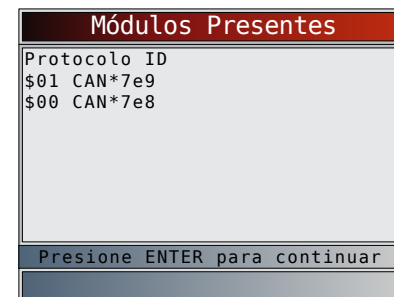 Módulos Presentes
Protocolo ID
$01 CAN*7e9
$00 CAN*7e8
Presione ENTER para continuar